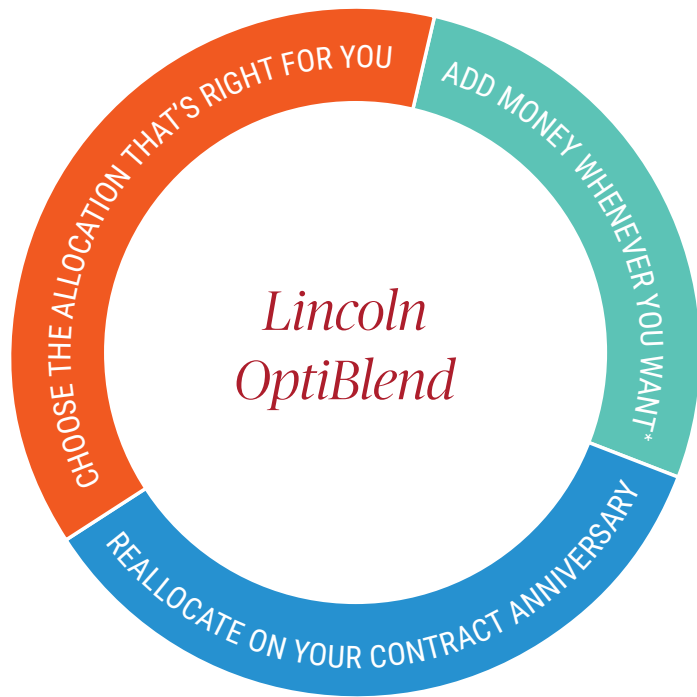 CHOOSE THE ALLOCATION THAT'S RIGHT FOR YOU
ADD MONEY WHENEVER YOU WANT*
Lincoln
OptiBlend
REALLOCATE ON YOUR CONTRACT ANNIVERSARY